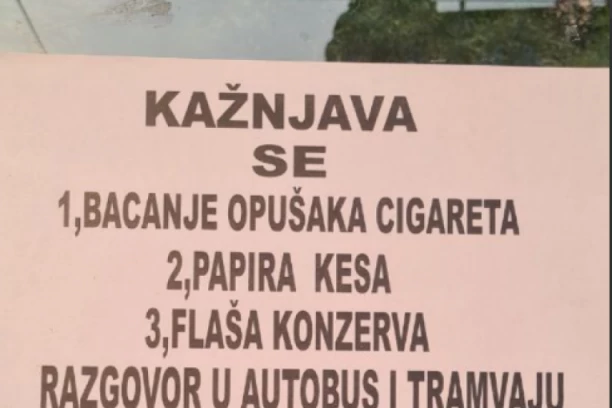 KAŽNJAVA
SE
1,BACANJE OPUŠAKA CIGARETA
2,PAPIRA KESA
3,FLAŠA KONZERVA
RAZGOVOR U AUTOBUS I TRAMVAJU